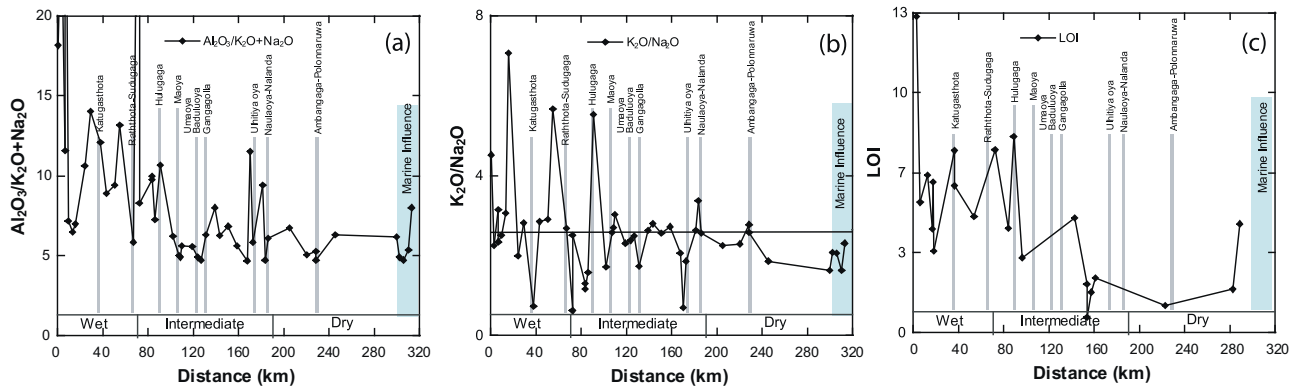 20
15
10
5
0
Al₂O₃/K₂O+Na₂O
Al₂O₃/K₂O+Na₂O
(a)
Katugasthota
Raththota-Sudugaga
Hulugaga
Maoya
Umaoya
Baduluoya
Gangagolla
Ulhitiya oya
Naulaoya-Nalanda
Ambangaga-Polonnaruwa
Marine Influence
Wet
Intermediate
Dry
0 40 80 120 160 200 240 280 320
Distance (km)
8
4
0
K₂O/Na₂O
K₂O/Na₂O
(b)
Katugasthota
Raththota-Sudugaga
Hulugaga
Maoya
Umaoya
Baduluoya
Gangagolla
Ulhitiya oya
Naulaoya-Nalanda
Ambangaga-Polonnaruwa
Marine Influence
Wet
Intermediate
Dry
0 40 80 120 160 200 240 280 320
Distance (km)
13
10
7
3
0
LOI
LOI
(c)
Katugasthota
Raththota-Sudugaga
Hulugaga
Maoya
Umaoya
Baduluoya
Gangagolla
Ulhitiya oya
Naulaoya-Nalanda
Ambangaga-Polonnaruwa
Marine Influence
Wet
Intermediate
Dry
0 40 80 120 160 200 240 280 320
Distance (km)